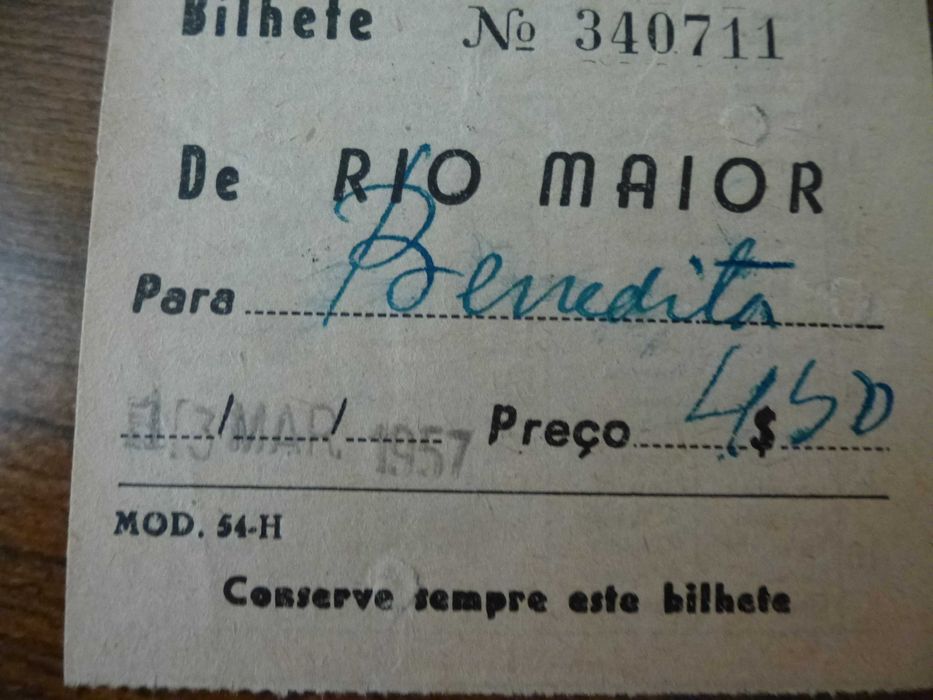 Bilhete Nº 340711
De RIO MAIOR
Para Benedita
/ MAR / 1957 Preço 4$50
MOD. 54-H
Conserve sempre este bilhete